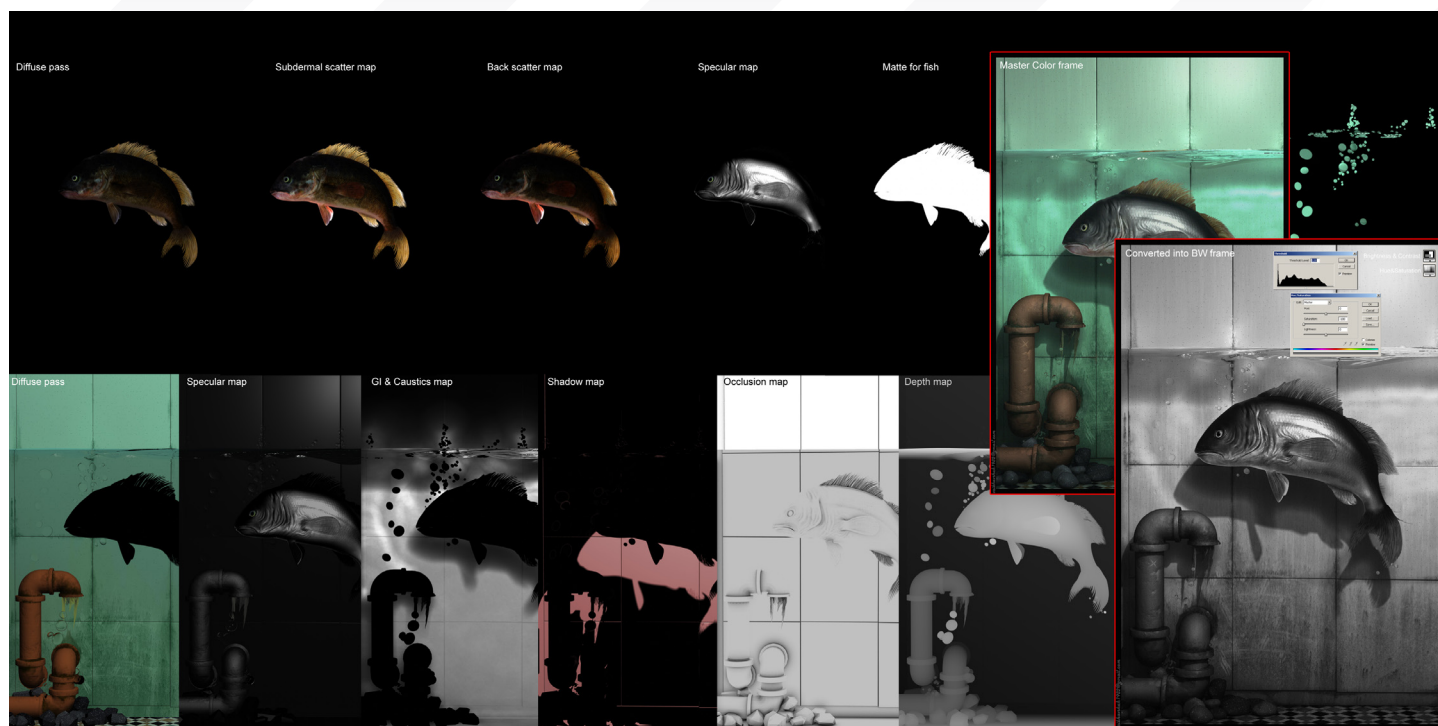 Diffuse pass
Subdermal scatter map
Back scatter map
Specular map
Matte for fish
Master Color frame
Converted into BW frame
Diffuse pass
Specular map
GI & Caustics map
Shadow map
Occlusion map
Depth map